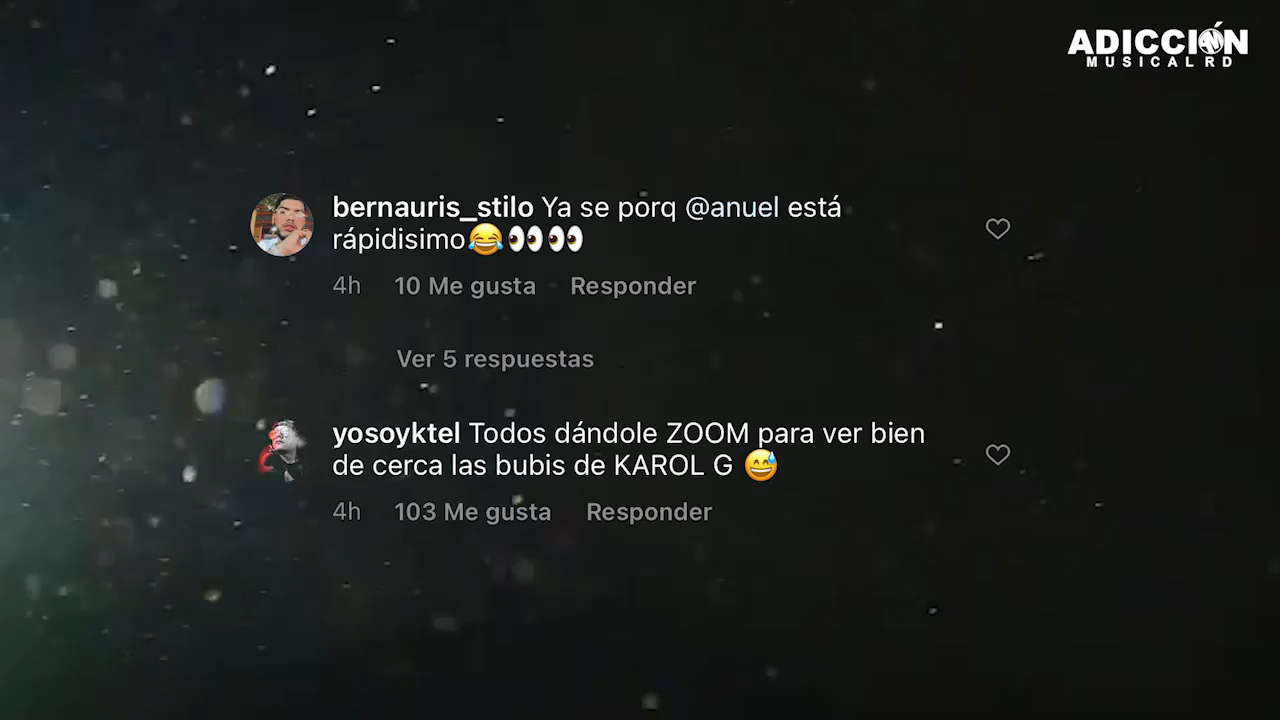 ADICCIÓN
MUSICAL RD
bernauris_stilo Ya se porq @anuel está
rápidisimo😂👀👀
4h 10 Me gusta Responder
Ver 5 respuestas
yosoyktel Todos dándole ZOOM para ver bien
de cerca las bubis de KAROL G 😅
4h 103 Me gusta Responder